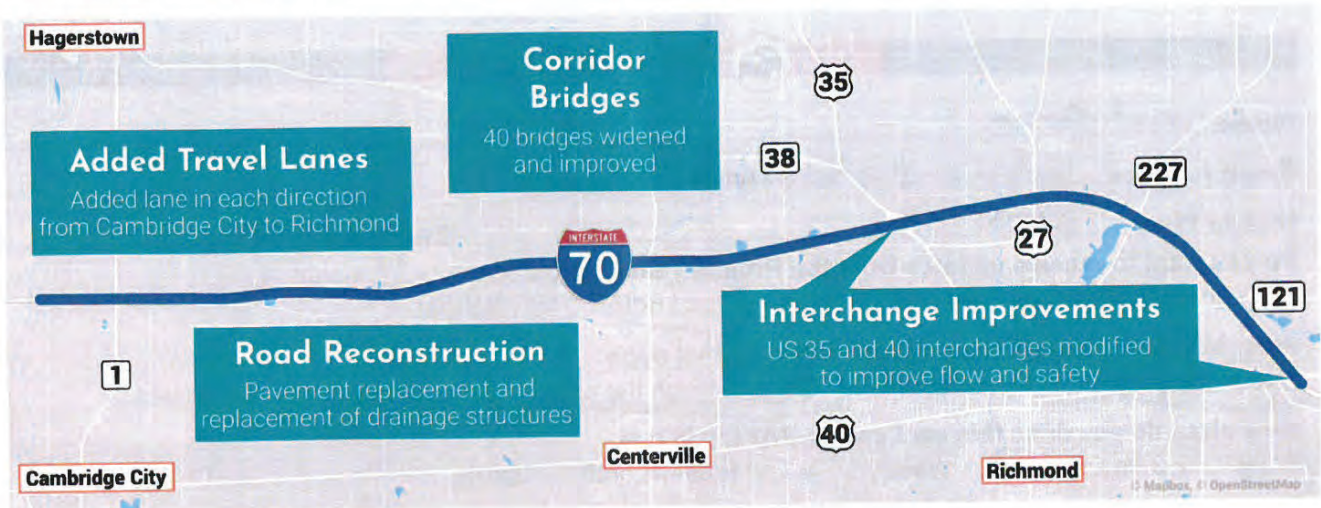 Hagerstown
Corridor
Bridges
40 bridges widened
and improved
35
Added Travel Lanes
Added lane in each direction
from Cambridge City to Richmond
38
227
INTERSTATE
70
27
121
Interchange Improvements
US 35 and 40 interchanges modified
to improve flow and safety
Road Reconstruction
Pavement replacement and
replacement of drainage structures
1
40
Centerville
Cambridge City
Richmond
© Mapbox, © OpenStreetMap